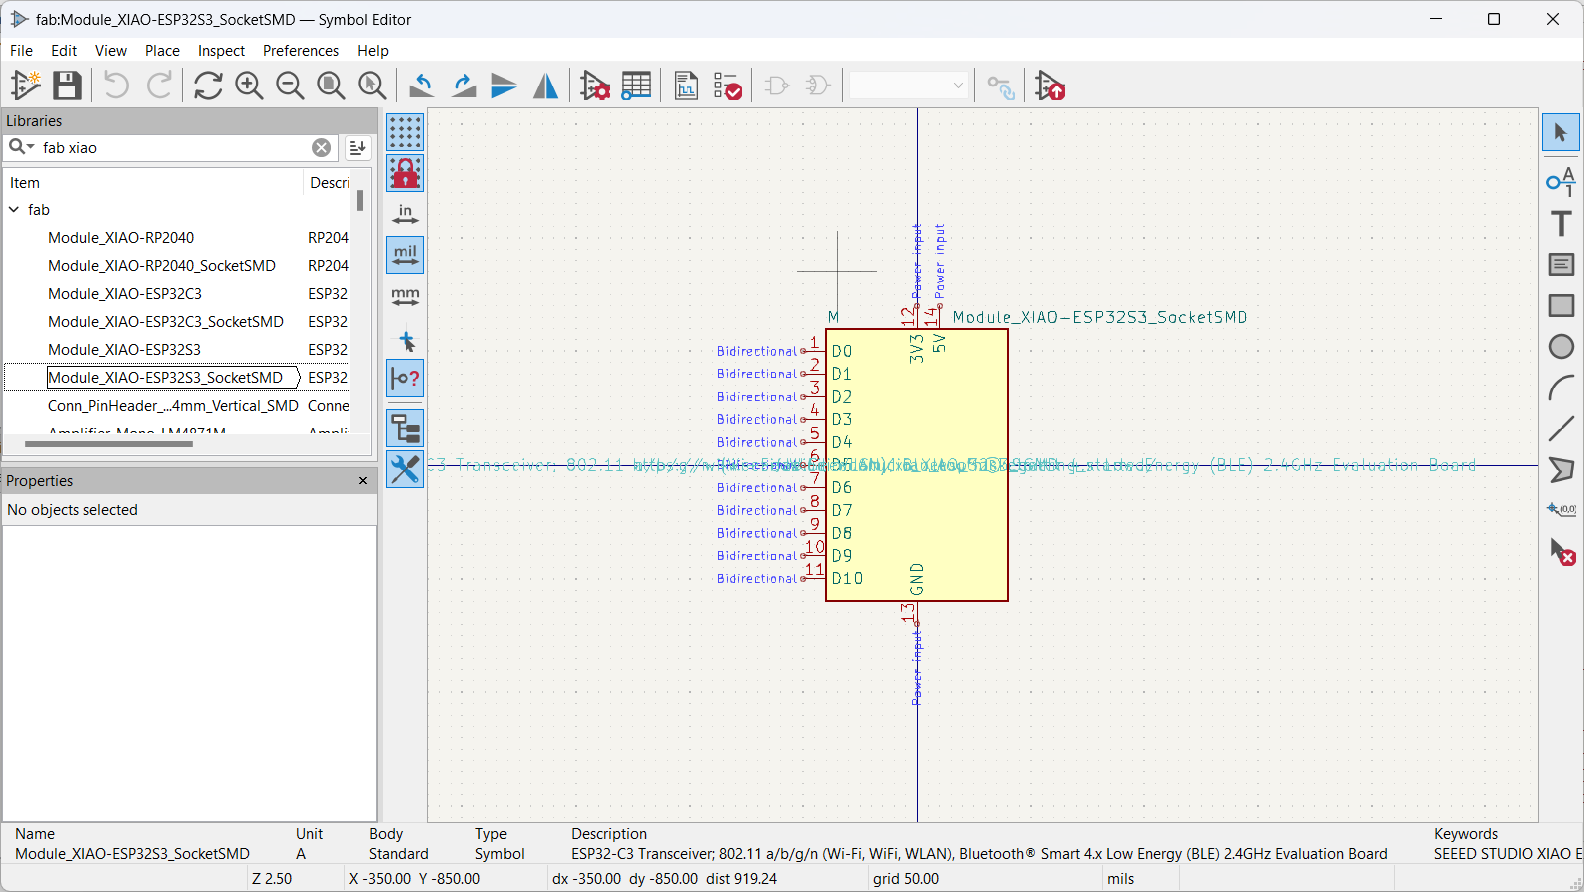 fab:Module_XIAO-ESP32S3_SocketSMD — Symbol Editor
File Edit View Place Inspect Preferences Help
Libraries
fab xiao
Item Descri
fab
Module_XIAO-RP2040 RP204
Module_XIAO-RP2040_SocketSMD RP204
Module_XIAO-ESP32C3 ESP32
Module_XIAO-ESP32C3_SocketSMD ESP32
Module_XIAO-ESP32S3 ESP32
Module_XIAO-ESP32S3_SocketSMD ESP32
Conn_PinHeader_...4mm_Vertical_SMD Conne
Properties
No objects selected
in
mil
mm
Power input
Power input
12
14
M
Module_XIAO-ESP32S3_SocketSMD
3V3
5V
Bidirectional 1 D0
Bidirectional 2 D1
Bidirectional 3 D2
Bidirectional 4 D3
Bidirectional 5 D4
6 D5
C3 Transceiver; 802.11
Energy (BLE) 2.4GHz Evaluation Board
Bidirectional 7 D6
Bidirectional 8 D7
Bidirectional 9 D8
Bidirectional 10 D9
Bidirectional 11 D10
GND
13
Power input
A
1
T
(0,0)
Name Unit Body Type Description Keywords
Module_XIAO-ESP32S3_SocketSMD A Standard Symbol ESP32-C3 Transceiver; 802.11 a/b/g/n (Wi-Fi, WiFi, WLAN), Bluetooth® Smart 4.x Low Energy (BLE) 2.4GHz Evaluation Board SEEED STUDIO XIAO E
Z 2.50 X -350.00 Y -850.00 dx -350.00 dy -850.00 dist 919.24 grid 50.00 mils